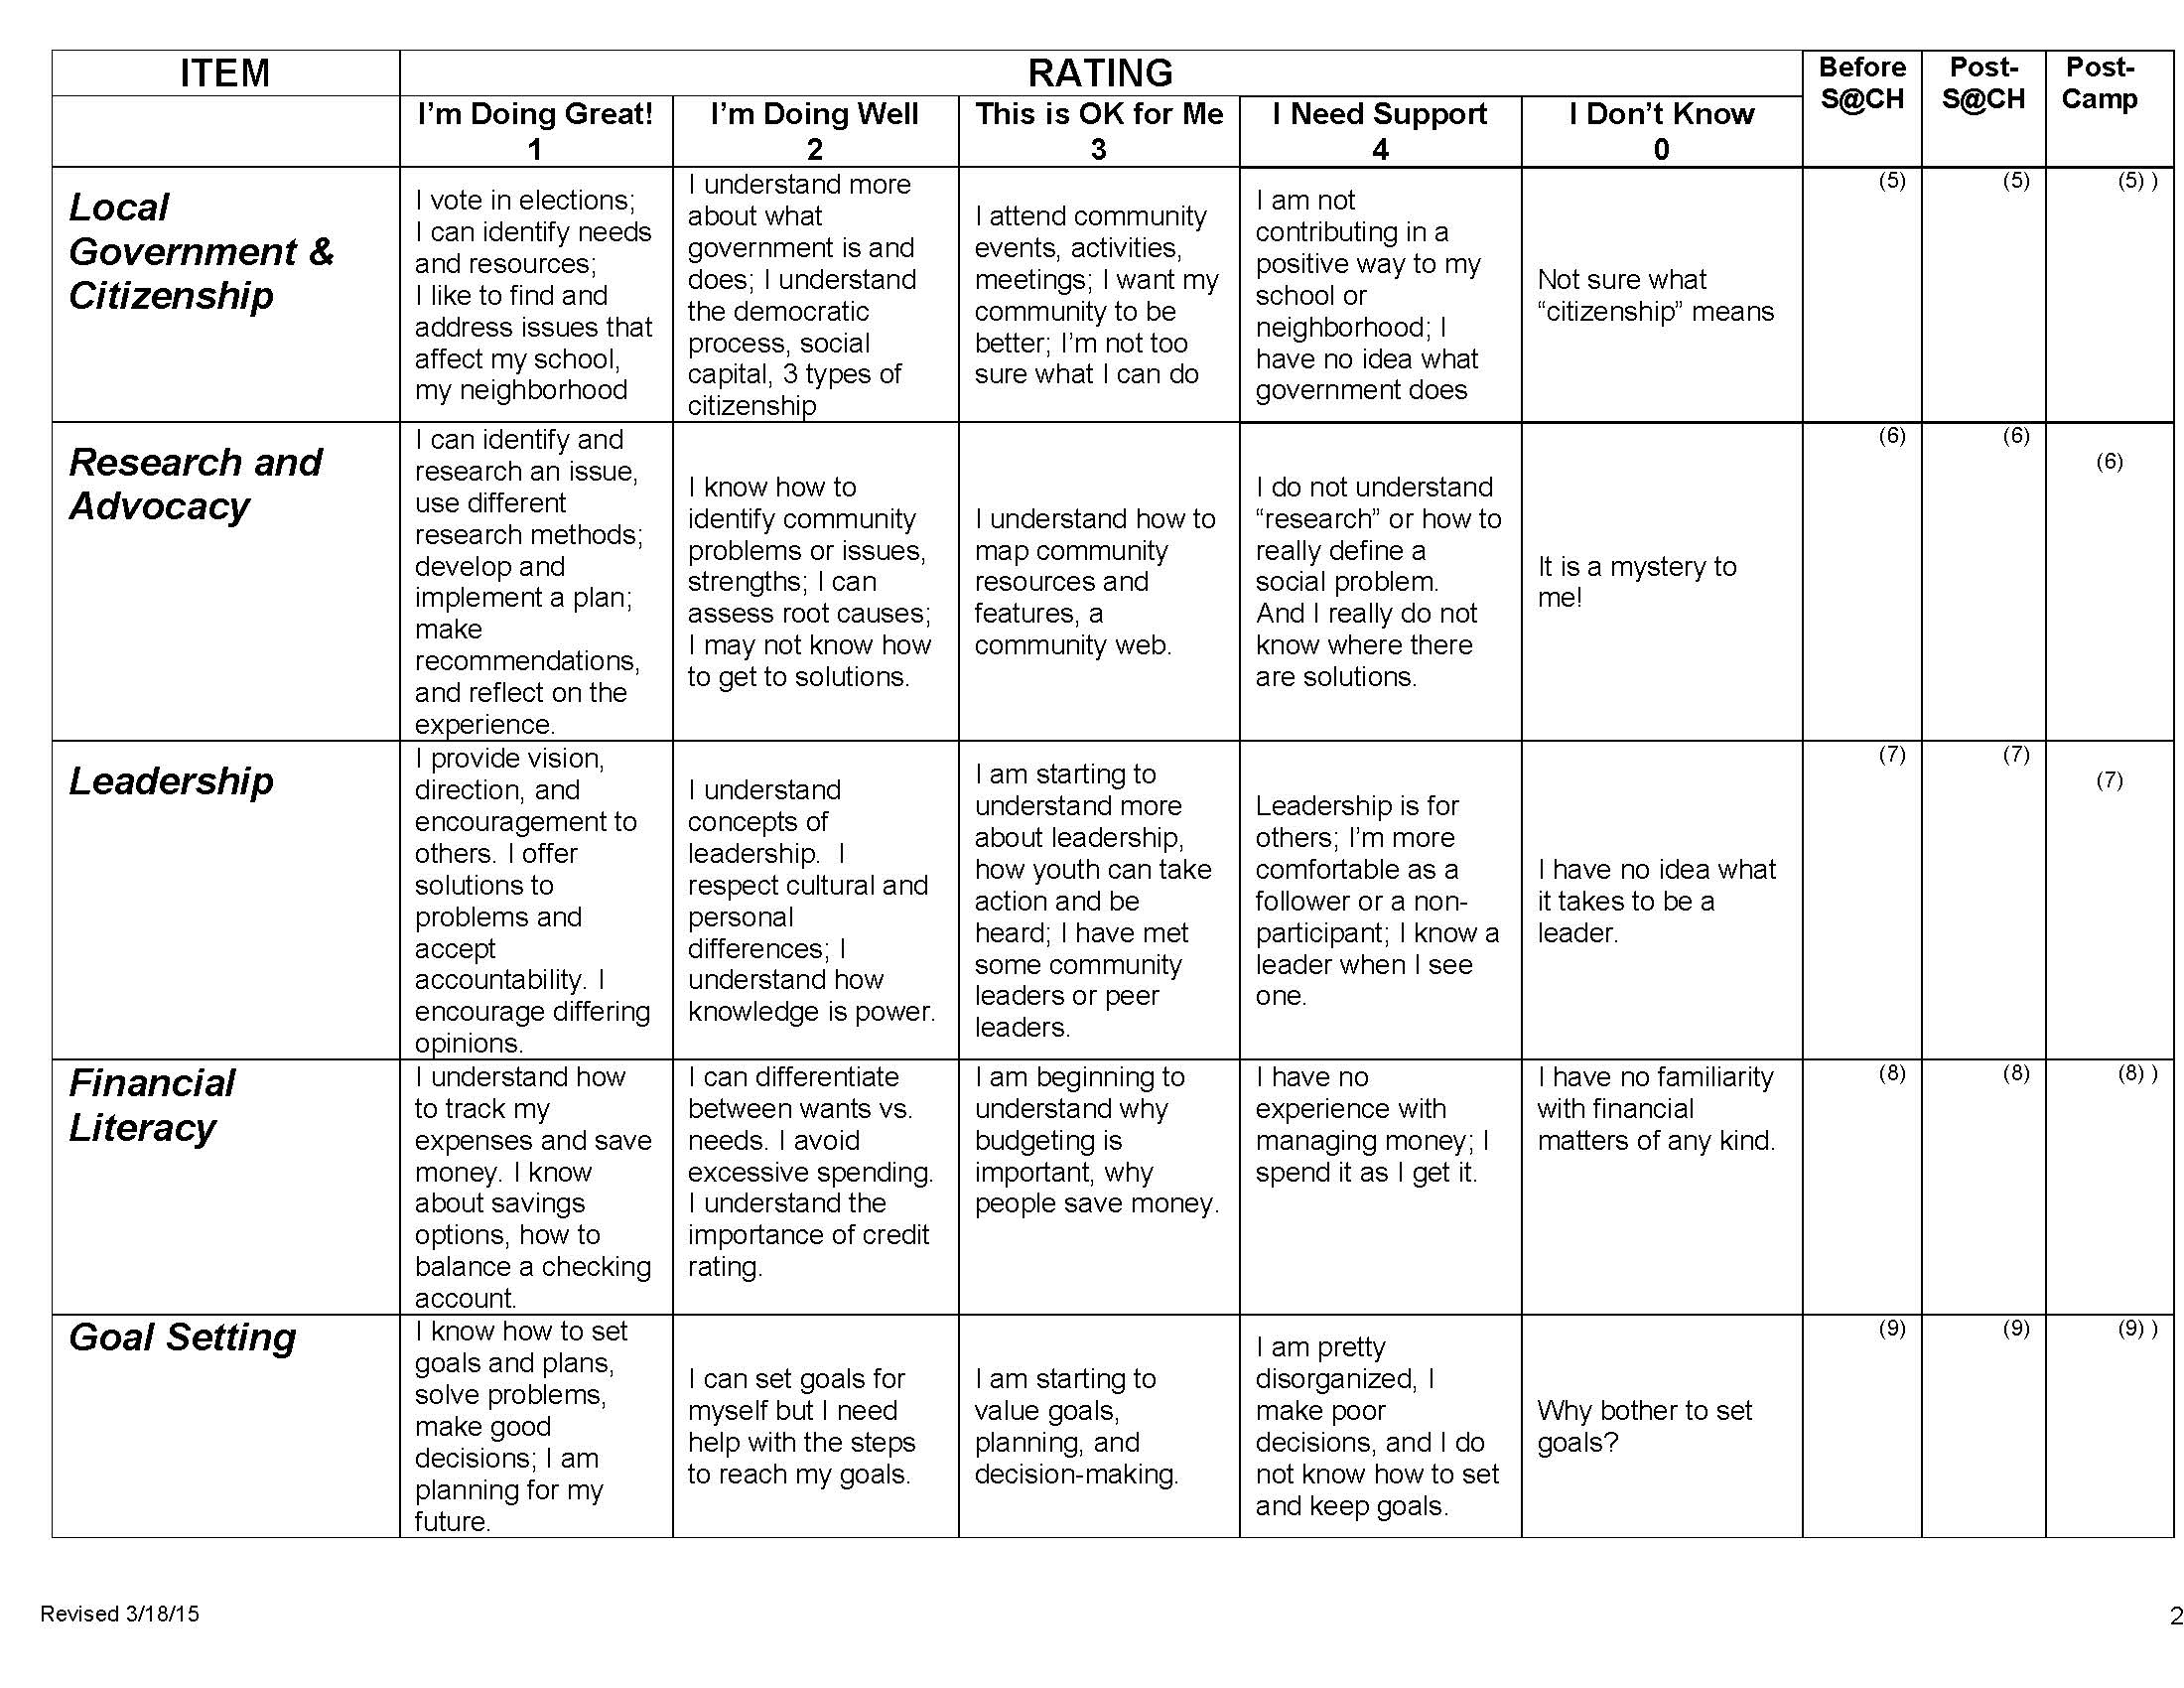 ITEM
RATING
Before
S@CH
Post-
S@CH
Post-
Camp
I’m Doing Great!
1
I’m Doing Well
2
This is OK for Me
3
I Need Support
4
I Don’t Know
0
Local
Government &
Citizenship
I vote in elections;
I can identify needs
and resources;
I like to find and
address issues that
affect my school,
my neighborhood
I understand more
about what
government is and
does; I understand
the democratic
process, social
capital, 3 types of
citizenship
I attend community
events, activities,
meetings; I want my
community to be
better; I’m not too
sure what I can do
I am not
contributing in a
positive way to my
school or
neighborhood; I
have no idea what
government does
Not sure what
“citizenship” means
(5)
(5)
(5) )
Research and
Advocacy
I can identify and
research an issue,
use different
research methods;
develop and
implement a plan;
make
recommendations,
and reflect on the
experience.
I know how to
identify community
problems or issues,
strengths; I can
assess root causes;
I may not know how
to get to solutions.
I understand how to
map community
resources and
features, a
community web.
I do not understand
“research” or how to
really define a
social problem.
And I really do not
know where there
are solutions.
It is a mystery to
me!
(6)
(6)
(6)
Leadership
I provide vision,
direction, and
encouragement to
others. I offer
solutions to
problems and
accept
accountability. I
encourage differing
opinions.
I understand
concepts of
leadership.  I
respect cultural and
personal
differences; I
understand how
knowledge is power.
I am starting to
understand more
about leadership,
how youth can take
action and be
heard; I have met
some community
leaders or peer
leaders.
Leadership is for
others; I’m more
comfortable as a
follower or a non-
participant; I know a
leader when I see
one.
I have no idea what
it takes to be a
leader.
(7)
(7)
(7)
Financial
Literacy
I understand how
to track my
expenses and save
money. I know
about savings
options, how to
balance a checking
account.
I can differentiate
between wants vs.
needs. I avoid
excessive spending.
I understand the
importance of credit
rating.
I am beginning to
understand why
budgeting is
important, why
people save money.
I have no
experience with
managing money; I
spend it as I get it.
I have no familiarity
with financial
matters of any kind.
(8)
(8)
(8) )
Goal Setting
I know how to set
goals and plans,
solve problems,
make good
decisions; I am
planning for my
future.
I can set goals for
myself but I need
help with the steps
to reach my goals.
I am starting to
value goals,
planning, and
decision-making.
I am pretty
disorganized, I
make poor
decisions, and I do
not know how to set
and keep goals.
Why bother to set
goals?
(9)
(9)
(9) )
Revised 3/18/15
2